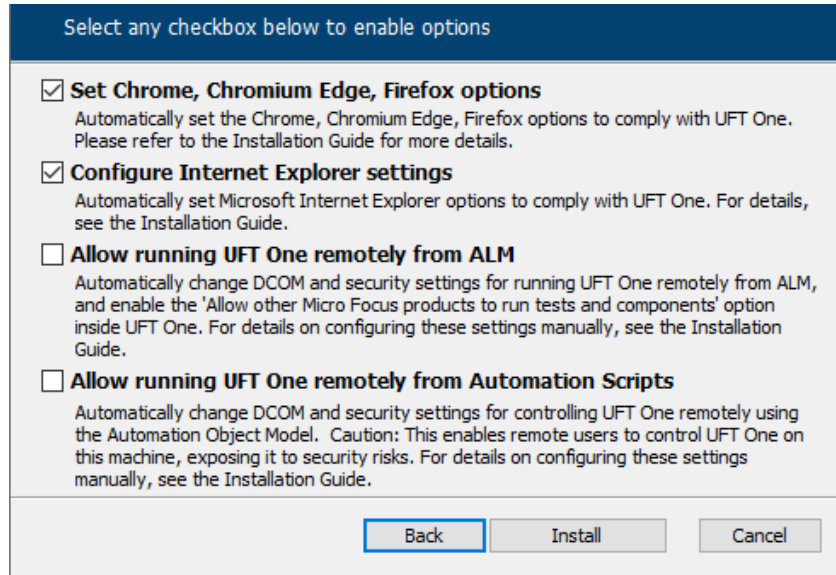 Select any checkbox below to enable options
Set Chrome, Chromium Edge, Firefox options
Automatically set the Chrome, Chromium Edge, Firefox options to comply with UFT One.
Please refer to the Installation Guide for more details.
Configure Internet Explorer settings
Automatically set Microsoft Internet Explorer options to comply with UFT One. For details,
see the Installation Guide.
Allow running UFT One remotely from ALM
Automatically change DCOM and security settings for running UFT One remotely from ALM,
and enable the 'Allow other Micro Focus products to run tests and components' option
inside UFT One. For details on configuring these settings manually, see the Installation
Guide.
Allow running UFT One remotely from Automation Scripts
Automatically change DCOM and security settings for controlling UFT One remotely using
the Automation Object Model.  Caution: This enables remote users to control UFT One on
this machine, exposing it to security risks. For details on configuring these settings
manually, see the Installation Guide.
Back Install Cancel